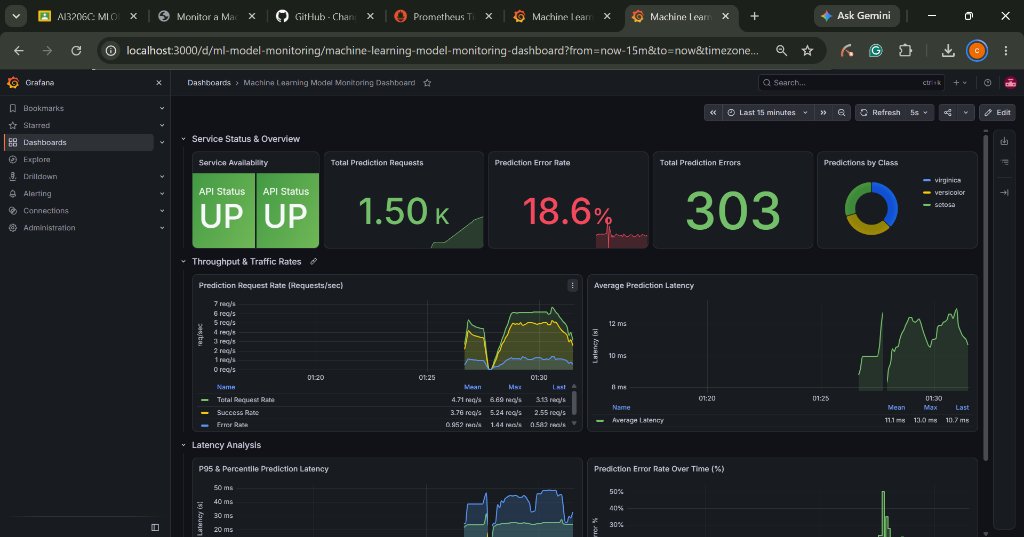 AI3206C: MLO
Monitor a Mac
GitHub - Chan
Prometheus Ti
Machine Learn
Machine Learn
Ask Gemini
localhost:3000/d/ml-model-monitoring/machine-learning-model-monitoring-dashboard?from=now-15m&to=now&timezone...
C
Grafana
Dashboards › Machine Learning Model Monitoring Dashboard
Search...
ctrl+k
Bookmarks
Starred
Dashboards
Explore
Drilldown
Alerting
Connections
Administration
Last 15 minutes
Refresh
5s
Edit
Service Status & Overview
Service Availability
API Status
UP
API Status
UP
Total Prediction Requests
1.50 K
Prediction Error Rate
18.6%
Total Prediction Errors
303
Predictions by Class
virginica
versicolor
setosa
Throughput & Traffic Rates
Prediction Request Rate (Requests/sec)
req/sec
7 req/s
6 req/s
5 req/s
4 req/s
3 req/s
2 req/s
1 req/s
0 req/s
01:20 01:25 01:30
Name Mean Max Last
Total Request Rate 4.71 req/s 6.69 req/s 3.13 req/s
Success Rate 3.76 req/s 5.24 req/s 2.55 req/s
Error Rate 0.952 req/s 1.44 req/s 0.582 req/s
Average Prediction Latency
Latency (s)
12 ms
10 ms
8 ms
01:20 01:25 01:30
Name Mean Max Last
Average Latency 11.1 ms 13.0 ms 10.7 ms
Latency Analysis
P95 & Percentile Prediction Latency
Latency (s)
50 ms
40 ms
30 ms
20 ms
Prediction Error Rate Over Time (%)
Error %
50%
40%
30%